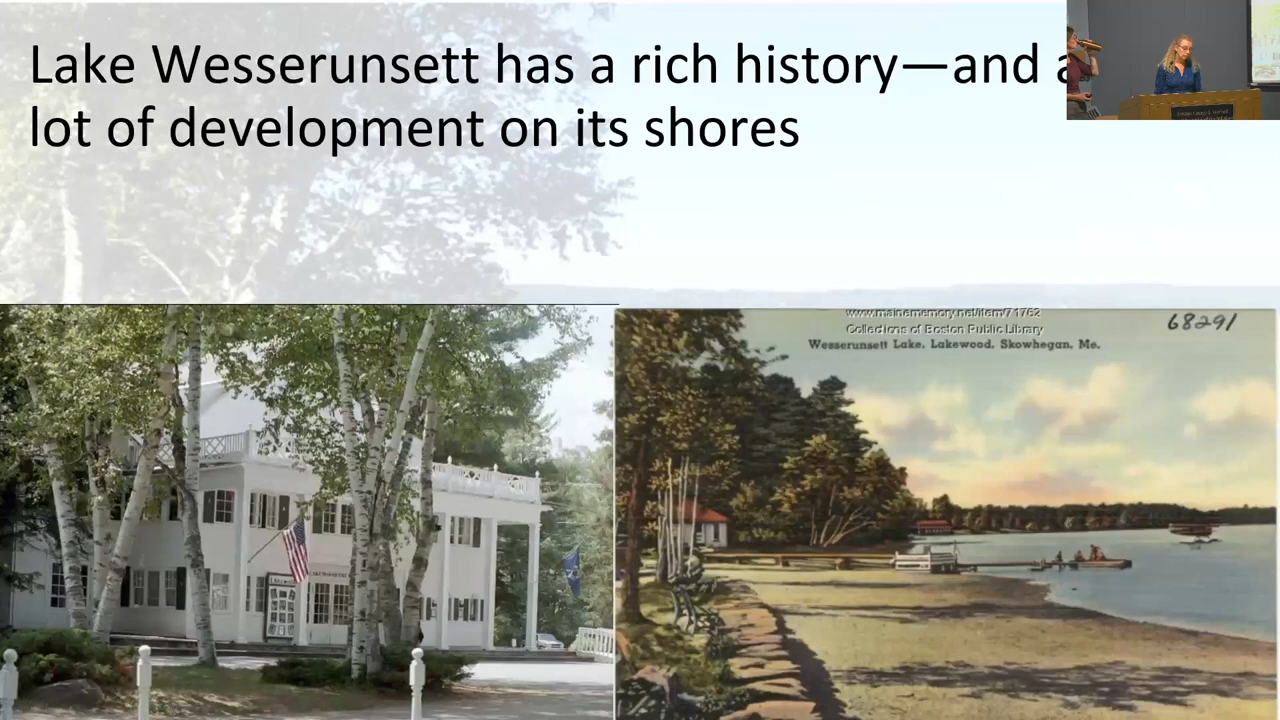 Lake Wesserunsett has a rich history—and a
lot of development on its shores
www.mainememory.net/item/71762
Collections of Boston Public Library
68291
Wesserunsett Lake, Lakewood, Skowhegan, Me.